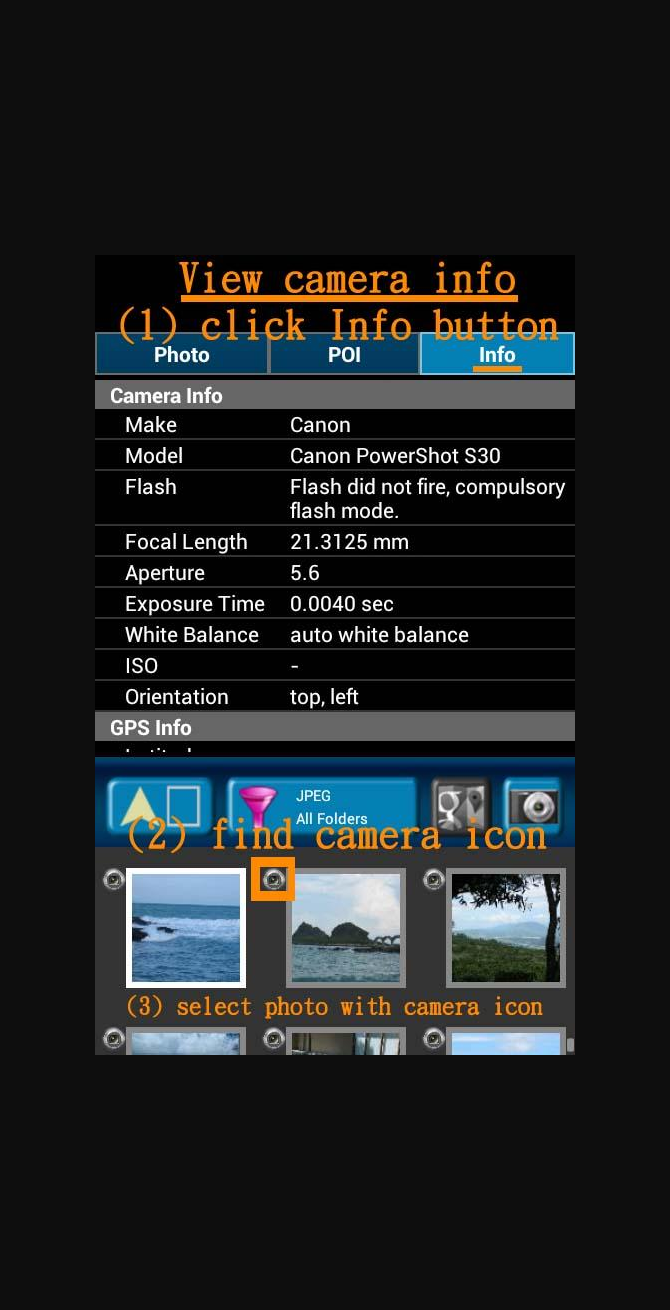 View camera info
(1) click Info button
Photo POI Info
Camera Info
Make Canon
Model Canon PowerShot S30
Flash Flash did not fire, compulsory
flash mode.
Focal Length 21.3125 mm
Aperture 5.6
Exposure Time 0.0040 sec
White Balance auto white balance
ISO -
Orientation top, left
GPS Info
JPEG
All Folders
(2) find camera icon
(3) select photo with camera icon